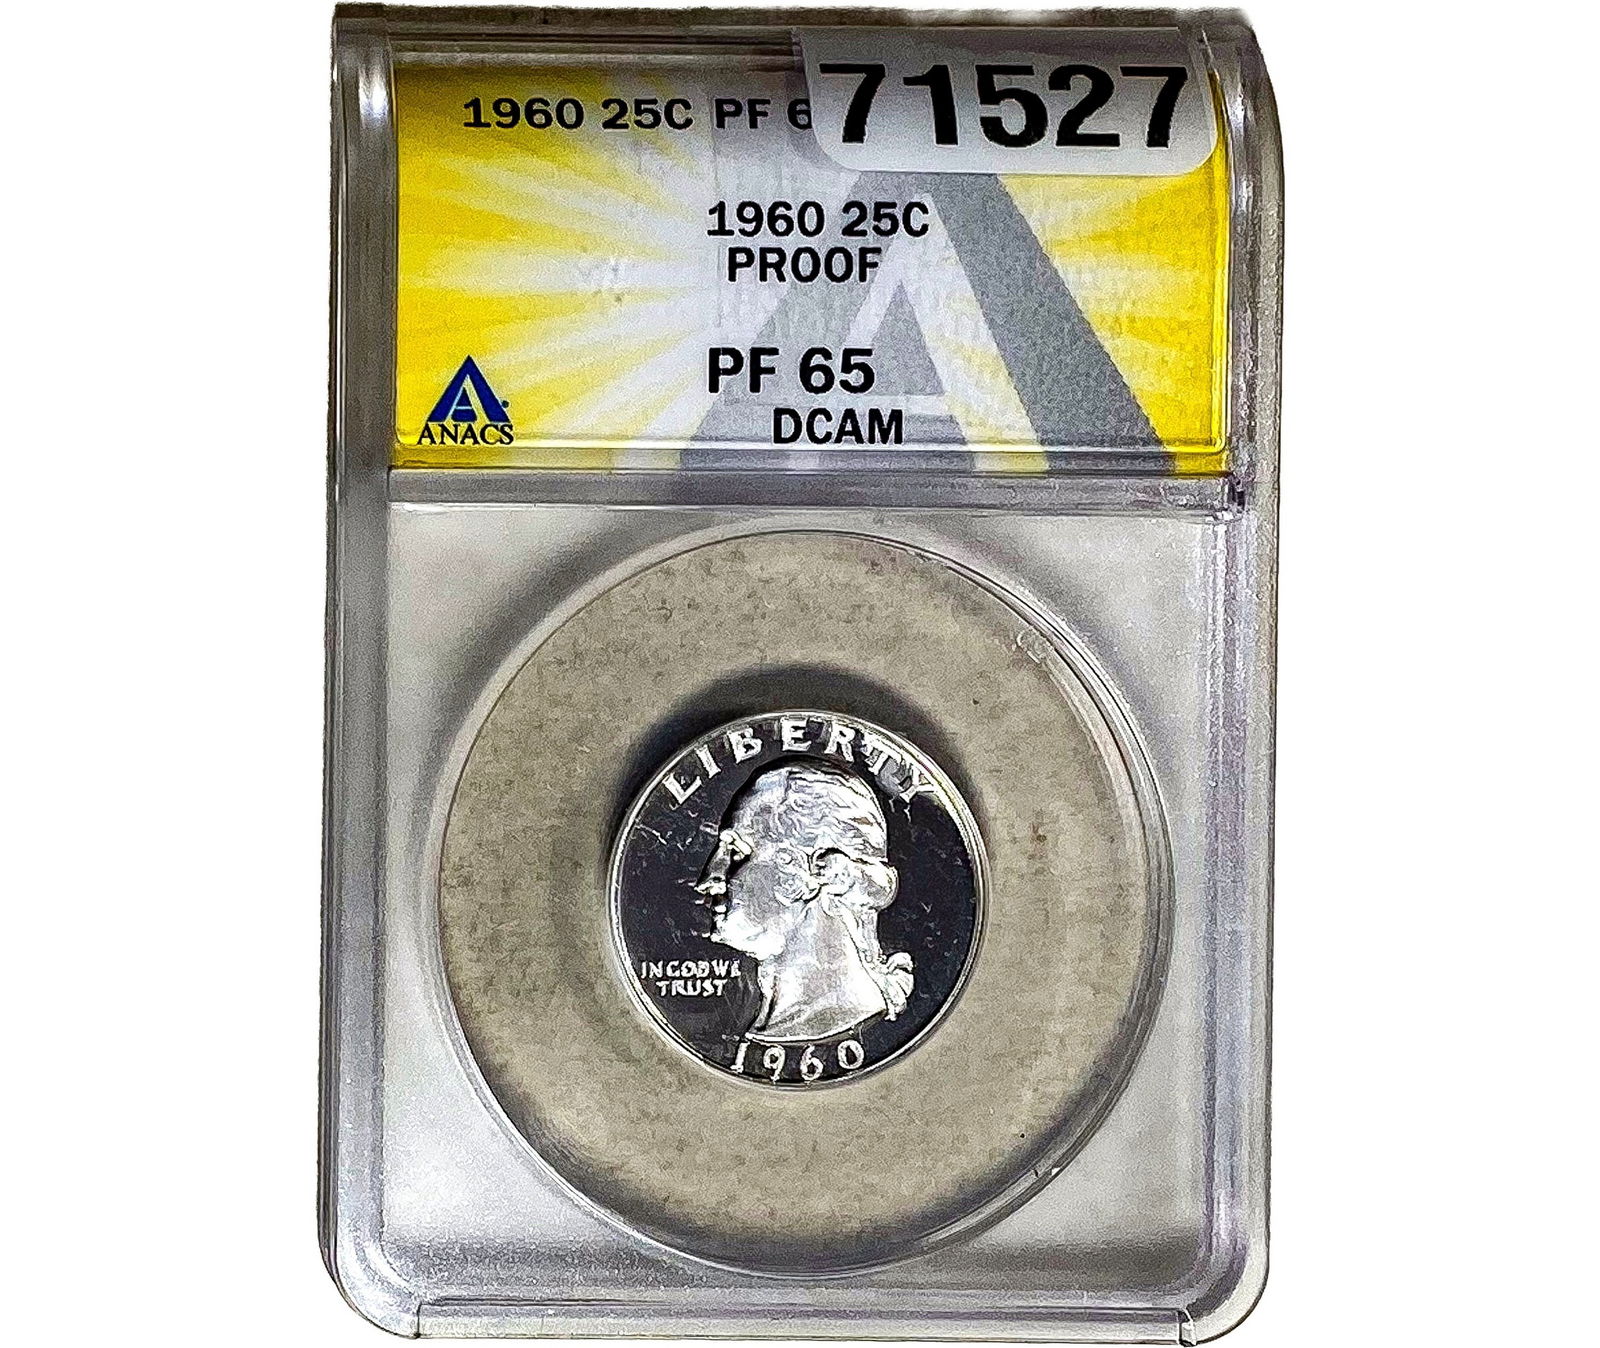 1960 25C PF 6
71527
1960 25C
PROOF
PF 65
DCAM
ANACS
LIBERTY
IN GOD WE
TRUST
1960